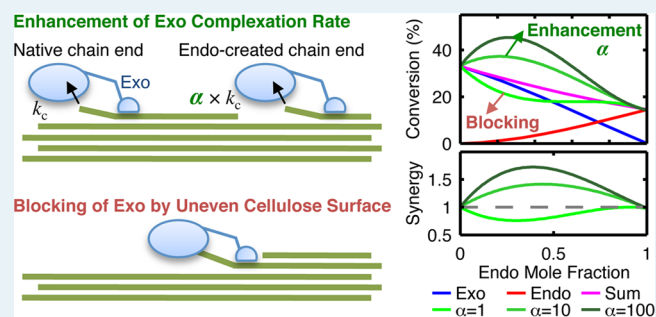 Enhancement of Exo Complexation Rate
Native chain end
Endo-created chain end
Exo
kc
α × kc
Blocking of Exo by Uneven Cellulose Surface
Conversion (%)
40
20
0
Enhancement
α
Blocking
Synergy
1.5
1
0.5
0
0.5
1
Endo Mole Fraction
Exo
Endo
Sum
α=1
α=10
α=100